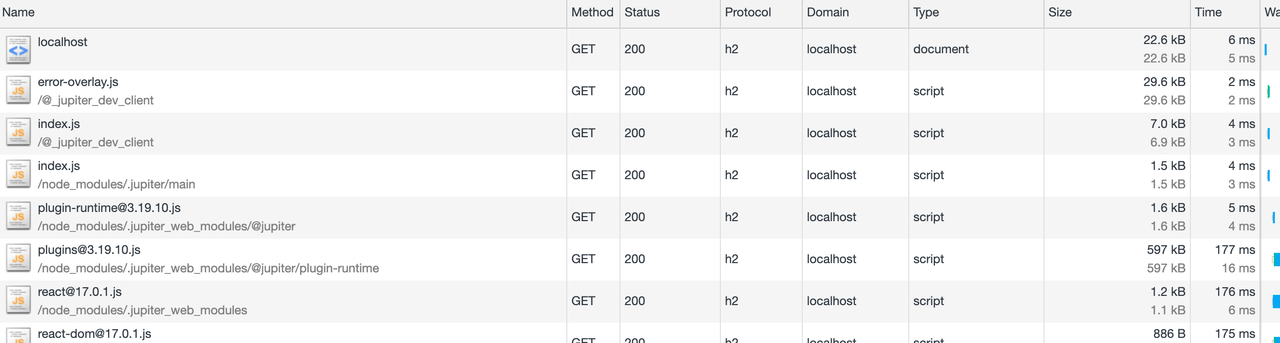 Name Method Status Protocol Domain Type Size Time Wa
localhost GET 200 h2 localhost document 22.6 kB 6 ms
22.6 kB 5 ms
error-overlay.js GET 200 h2 localhost script 29.6 kB 2 ms
/@_jupiter_dev_client 29.6 kB 2 ms
index.js GET 200 h2 localhost script 7.0 kB 4 ms
/@_jupiter_dev_client 6.9 kB 3 ms
index.js GET 200 h2 localhost script 1.5 kB 4 ms
/node_modules/.jupiter/main 1.5 kB 3 ms
plugin-runtime@3.19.10.js GET 200 h2 localhost script 1.6 kB 5 ms
/node_modules/.jupiter_web_modules/@jupiter 1.6 kB 4 ms
plugins@3.19.10.js GET 200 h2 localhost script 597 kB 177 ms
/node_modules/.jupiter_web_modules/@jupiter/plugin-runtime 597 kB 16 ms
react@17.0.1.js GET 200 h2 localhost script 1.2 kB 176 ms
/node_modules/.jupiter_web_modules 1.1 kB 6 ms
react-dom@17.0.1.js GET 200 h2 localhost script 886 B 175 ms